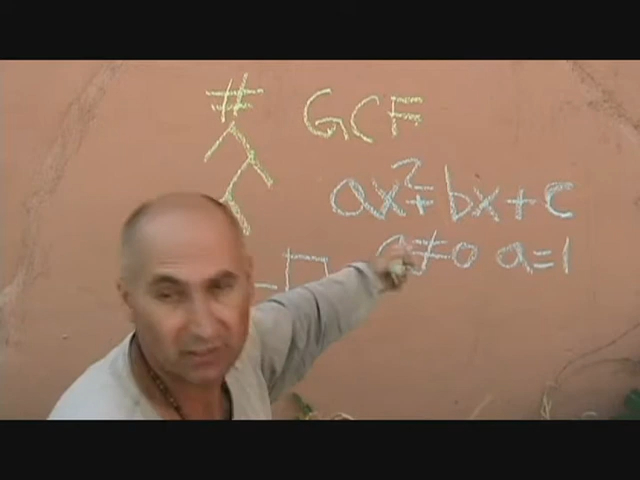 # GCF
ax²+bx+c
a≠0 a=1